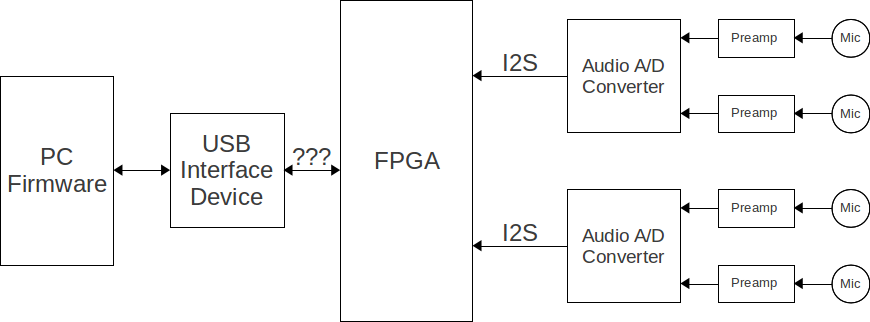 PC
Firmware
USB
Interface
Device
???
FPGA
I2S
Audio A/D
Converter
Preamp
Mic
Preamp
Mic
I2S
Audio A/D
Converter
Preamp
Mic
Preamp
Mic